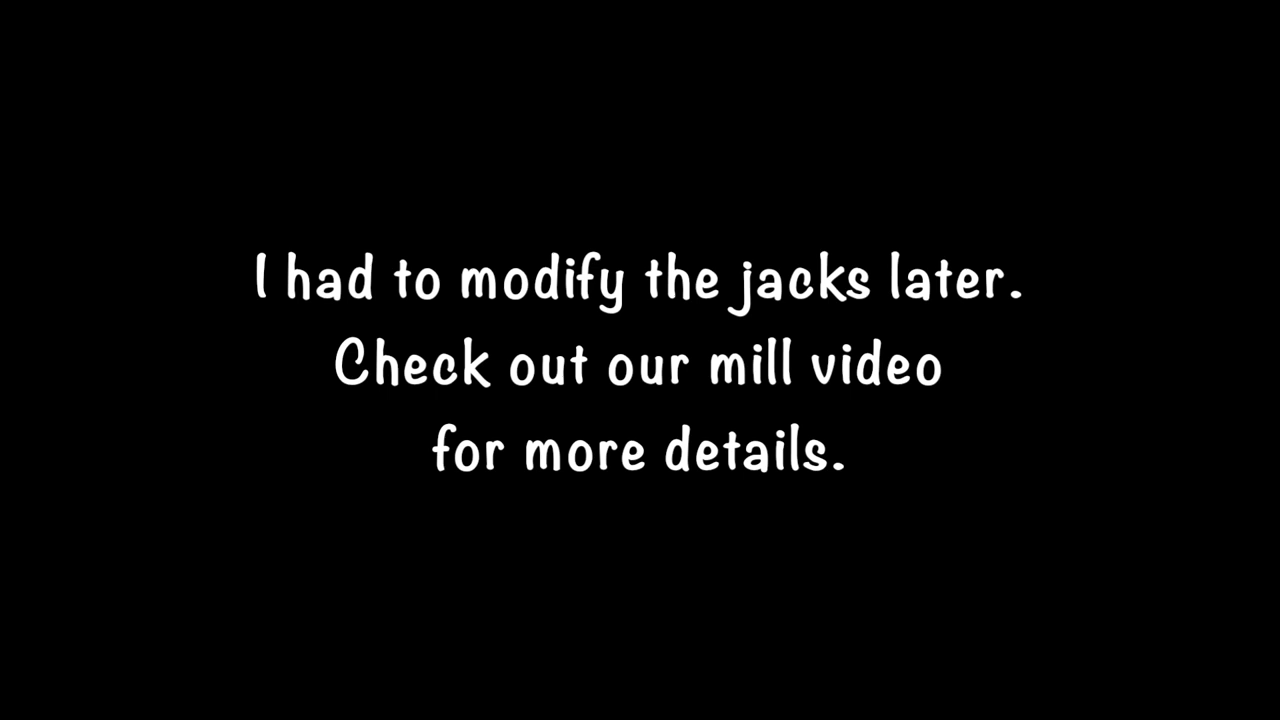 I had to modify the jacks later.
Check out our mill video
for more details.